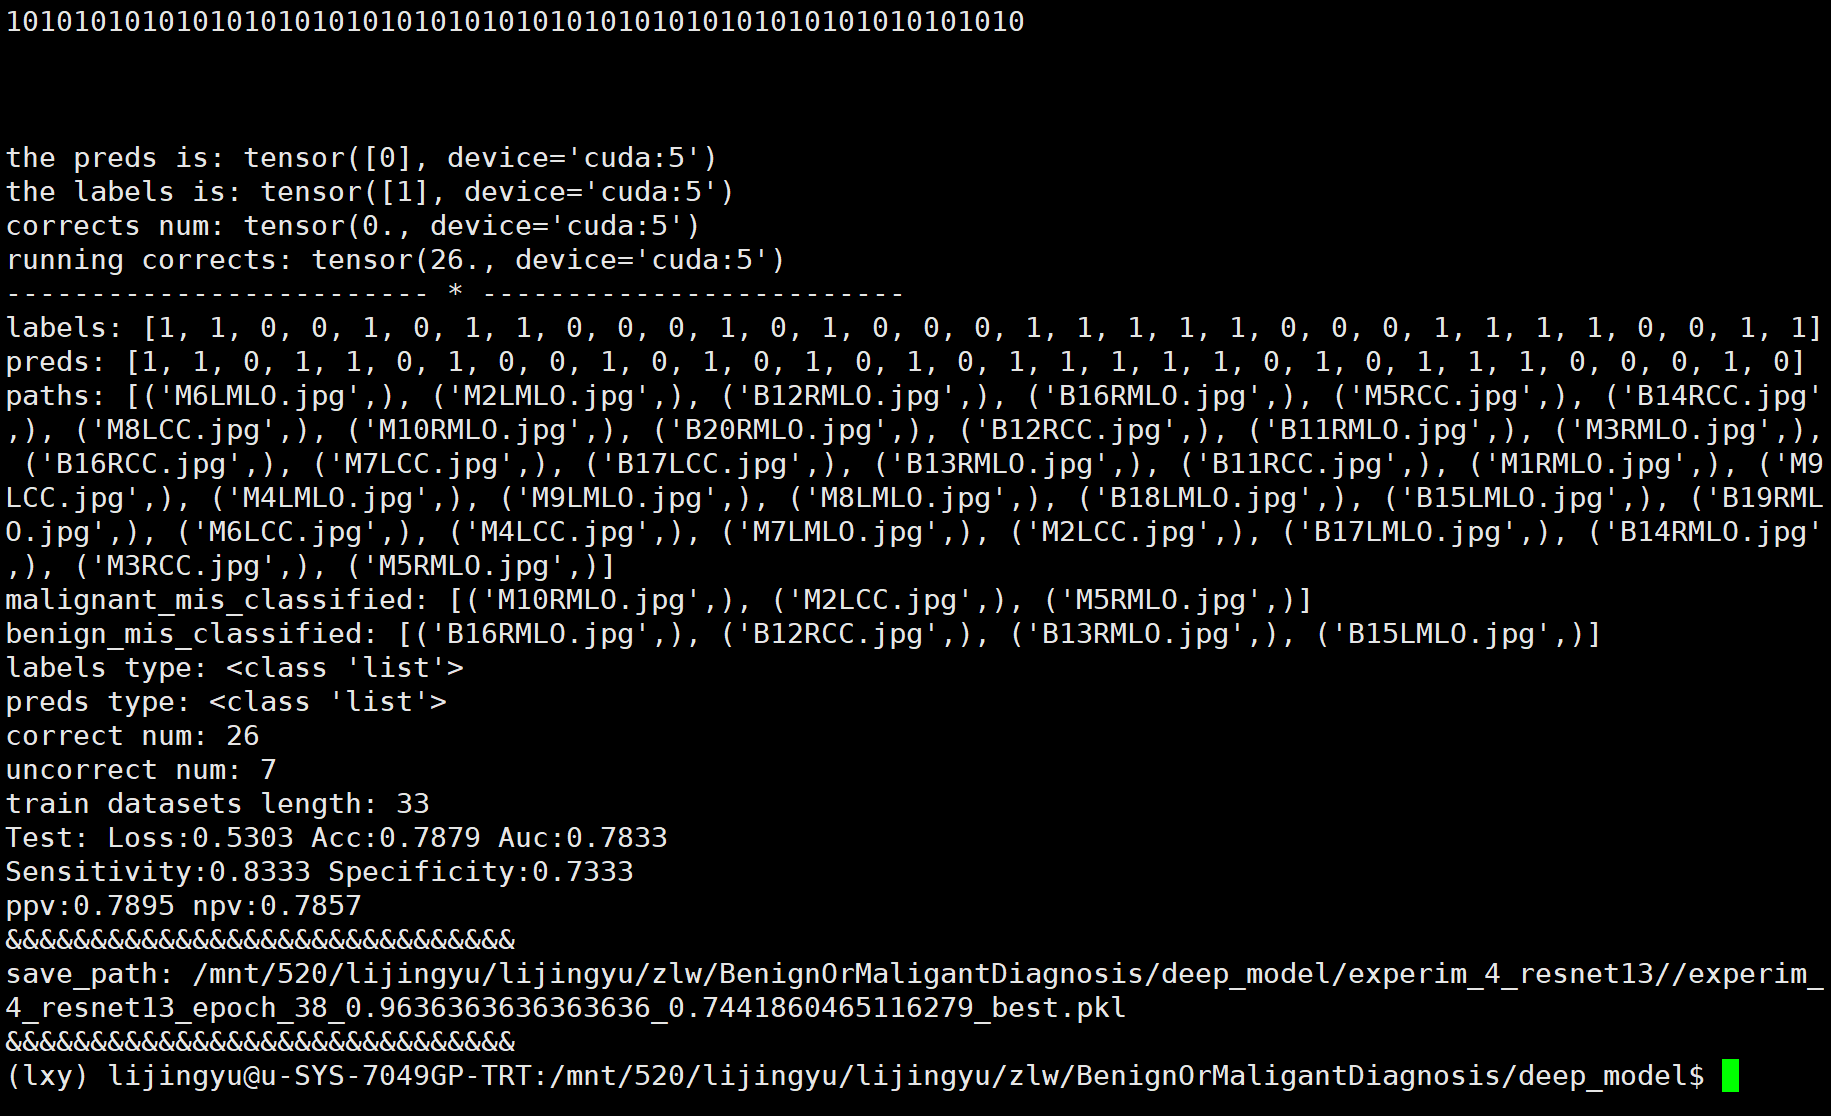 101010101010101010101010101010101010101010101010101010101010
the preds is: tensor([0], device='cuda:5')
the labels is: tensor([1], device='cuda:5')
corrects num: tensor(0., device='cuda:5')
running corrects: tensor(26., device='cuda:5')
------------------------- * -------------------------
labels: [1, 1, 0, 0, 1, 0, 1, 1, 0, 0, 0, 1, 0, 1, 0, 0, 0, 1, 1, 1, 1, 1, 0, 0, 0, 1, 1, 1, 1, 0, 0, 1, 1]
preds: [1, 1, 0, 1, 1, 0, 1, 0, 0, 1, 0, 1, 0, 1, 0, 1, 0, 1, 1, 1, 1, 1, 0, 1, 0, 1, 1, 1, 0, 0, 0, 1, 0]
paths: [('M6LMLO.jpg',), ('M2LMLO.jpg',), ('B12RMLO.jpg',), ('B16RMLO.jpg',), ('M5RCC.jpg',), ('B14RCC.jpg'
,), ('M8LCC.jpg',), ('M10RMLO.jpg',), ('B20RMLO.jpg',), ('B12RCC.jpg',), ('B11RMLO.jpg',), ('M3RMLO.jpg',),
 ('B16RCC.jpg',), ('M7LCC.jpg',), ('B17LCC.jpg',), ('B13RMLO.jpg',), ('B11RCC.jpg',), ('M1RMLO.jpg',), ('M9
LCC.jpg',), ('M4LMLO.jpg',), ('M9LMLO.jpg',), ('M8LMLO.jpg',), ('B18LMLO.jpg',), ('B15LMLO.jpg',), ('B19RML
O.jpg',), ('M6LCC.jpg',), ('M4LCC.jpg',), ('M7LMLO.jpg',), ('M2LCC.jpg',), ('B17LMLO.jpg',), ('B14RMLO.jpg'
,), ('M3RCC.jpg',), ('M5RMLO.jpg',)]
malignant_mis_classified: [('M10RMLO.jpg',), ('M2LCC.jpg',), ('M5RMLO.jpg',)]
benign_mis_classified: [('B16RMLO.jpg',), ('B12RCC.jpg',), ('B13RMLO.jpg',), ('B15LMLO.jpg',)]
labels type: <class 'list'>
preds type: <class 'list'>
correct num: 26
uncorrect num: 7
train datasets length: 33
Test: Loss:0.5303 Acc:0.7879 Auc:0.7833
Sensitivity:0.8333 Specificity:0.7333
ppv:0.7895 npv:0.7857
&&&&&&&&&&&&&&&&&&&&&&&&&&&&&&
save_path: /mnt/520/lijingyu/lijingyu/zlw/BenignOrMaligantDiagnosis/deep_model/experim_4_resnet13//experim_
4_resnet13_epoch_38_0.9636363636363636_0.7441860465116279_best.pkl
&&&&&&&&&&&&&&&&&&&&&&&&&&&&&&
(lxy) lijingyu@u-SYS-7049GP-TRT:/mnt/520/lijingyu/lijingyu/zlw/BenignOrMaligantDiagnosis/deep_model$